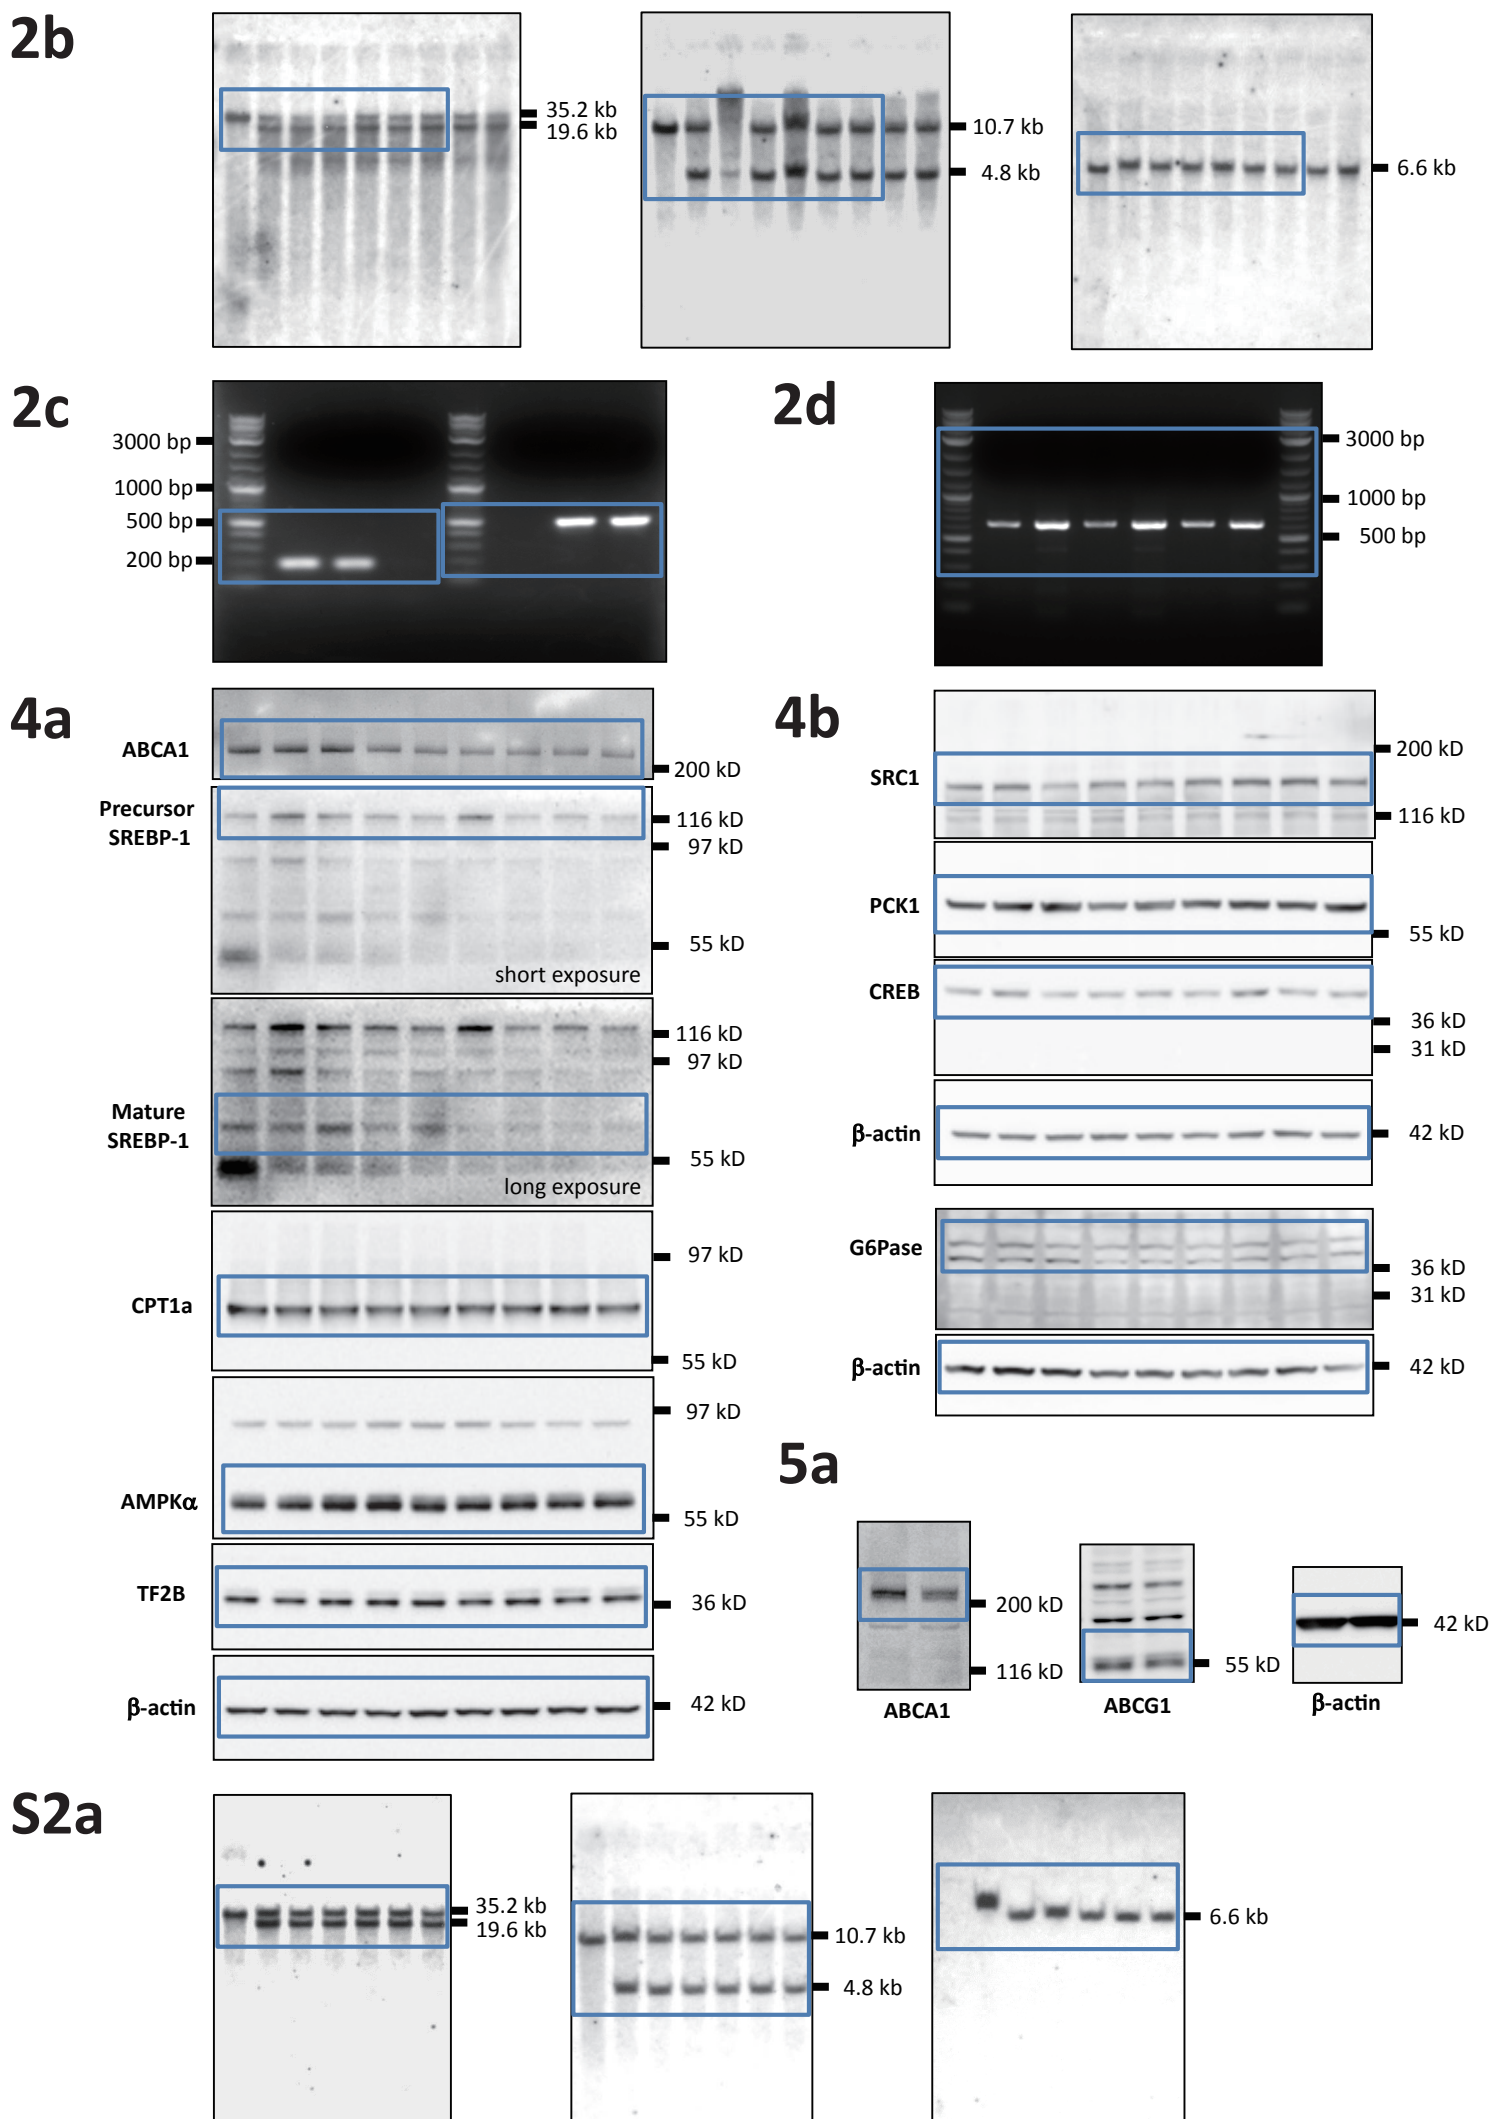 2b
35.2 kb
19.6 kb
10.7 kb
4.8 kb
6.6 kb
2c
3000 bp
1000 bp
500 bp
200 bp
2d
3000 bp
1000 bp
500 bp
4a
ABCA1
200 kD
Precursor
SREBP-1
116 kD
97 kD
55 kD
short exposure
116 kD
97 kD
Mature
SREBP-1
55 kD
long exposure
97 kD
CPT1a
55 kD
97 kD
AMPKα
55 kD
TF2B
36 kD
β-actin
42 kD
4b
200 kD
SRC1
116 kD
PCK1
55 kD
CREB
36 kD
31 kD
β-actin
42 kD
G6Pase
36 kD
31 kD
β-actin
42 kD
5a
200 kD
116 kD
ABCA1
55 kD
ABCG1
42 kD
β-actin
S2a
35.2 kb
19.6 kb
10.7 kb
4.8 kb
6.6 kb